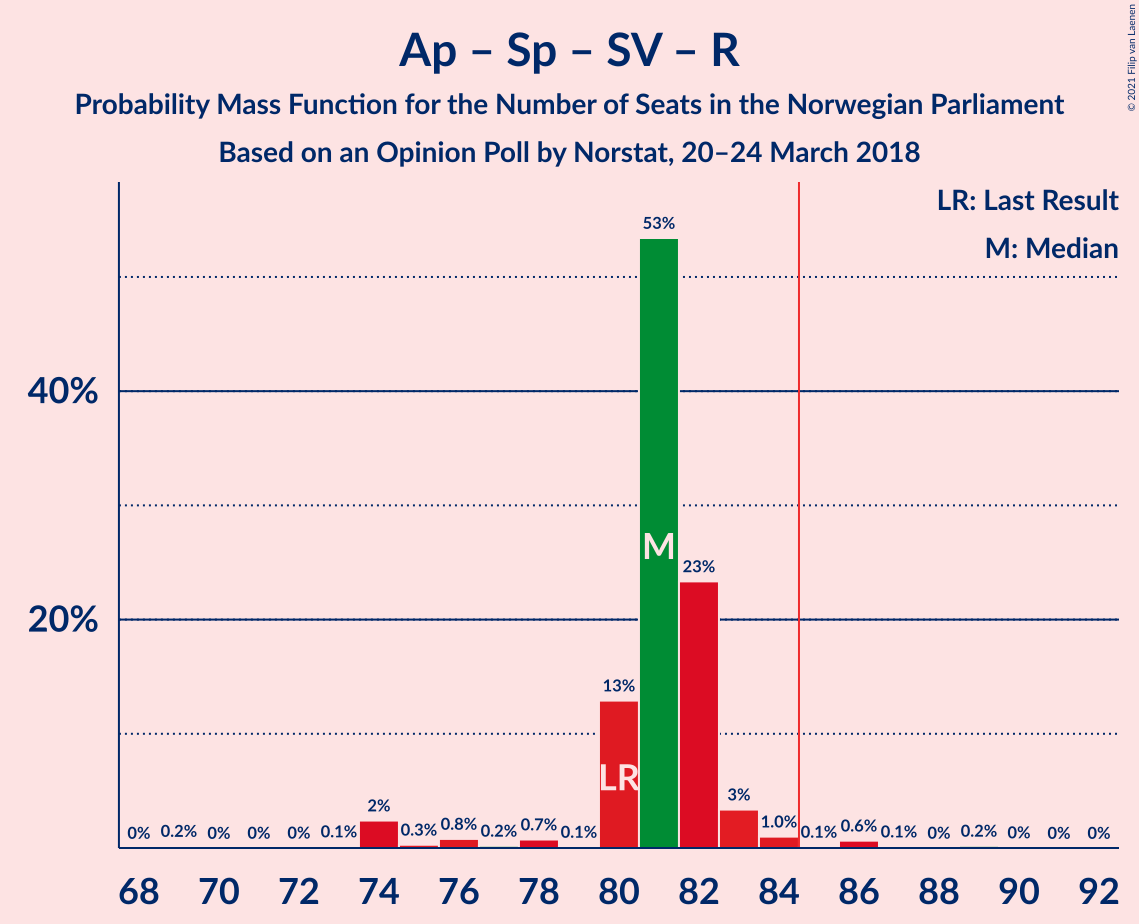 Ap – Sp – SV – R
Probability Mass Function for the Number of Seats in the Norwegian Parliament
Based on an Opinion Poll by Norstat, 20–24 March 2018
© 2021 Filip van Laenen
LR: Last Result
M: Median
40%
20%
0% 0.2% 0% 0% 0% 0.1% 2% 0.3% 0.8% 0.2% 0.7% 0.1% 13% 53% 23% 3% 1.0% 0.1% 0.6% 0.1% 0% 0.2% 0% 0% 0%
M
LR
68 70 72 74 76 78 80 82 84 86 88 90 92